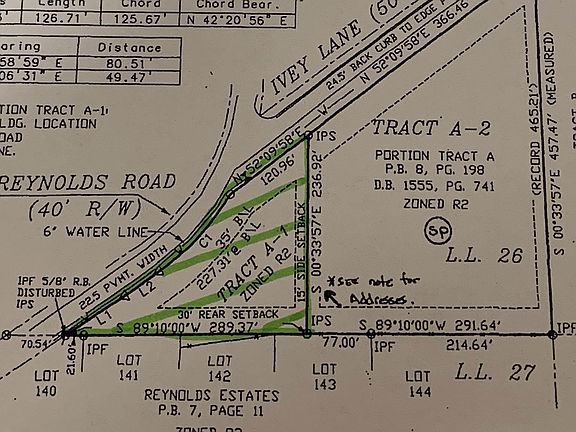 Length Chord Chord Bear.
126.71' 125.67' N 42°20'56" E
aring Distance
58'59" E 80.51'
06'31" E 49.47'
TION TRACT A-1
LDG. LOCATION
OAD
NE.
IVEY LANE (50'
24.5' BACK CURB TO EDGE P
N 52°09'58"E 366.46'
W
N 52°09'58"E
120.96'
IPS
TRACT A-2
PORTION TRACT A
P.B. 8, PG. 198
D.B. 1555, PG. 741
ZONED R2
SP
L.L. 26
(RECORD 465.21')
S 00°33'57"E 457.47' (MEASURED)
REYNOLDS ROAD
(40' R/W)
6" WATER LINE
22.5 PVMT. WIDTH
C1
35' B\L
227.31@ B\L
TRACT A-1
ZONED R2
15' SIDE SETBACK
S 00°33'57"E 236.92'
*See note for
Addresses.
IPF 5/8' R.B.
DISTURBED
IPS
L1
L2
30' REAR SETBACK
IPS
S 89°10'00"W 289.37'
S 89°10'00"W 291.64'
70.54'
21.60'
IPF
77.00'
IPF
214.64'
LOT
140
LOT
141
LOT
142
LOT
143
LOT
144
L.L. 27
REYNOLDS ESTATES
P.B. 7, PAGE 11
ZONED R2